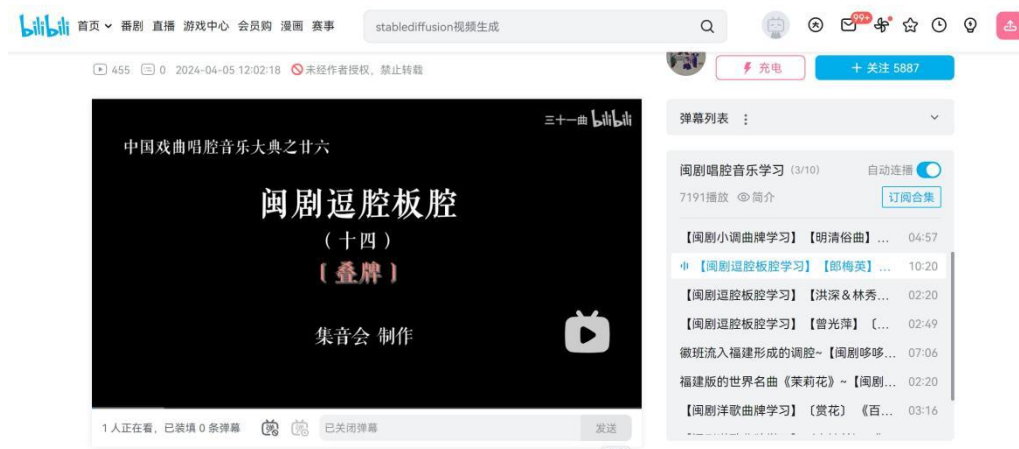 bilibili 首页 番剧 直播 游戏中心 会员购 漫画 赛事 stablediffusion视频生成 99+
455 0 2024-04-05 12:02:18 未经作者授权，禁止转载
充电 + 关注 5887
三十一曲 bilibili
中国戏曲唱腔音乐大典之廿六
闽剧逗腔板腔
（十四）
〔叠牌〕
集音会 制作
1 人正在看，已装填 0 条弹幕 已关闭弹幕 发送
弹幕列表
闽剧唱腔音乐学习 (3/10) 自动连播
7191播放 简介 订阅合集
【闽剧小调曲牌学习】【明清俗曲】... 04:57
【闽剧逗腔板腔学习】【郎梅英】... 10:20
【闽剧逗腔板腔学习】【洪深&林秀... 02:20
【闽剧逗腔板腔学习】【曾光萍】〔... 02:49
徽班流入福建形成的调腔~【闽剧哆哆... 07:06
福建版的世界名曲《茉莉花》~【闽剧... 02:20
【闽剧洋歌曲牌学习】〔赏花〕《百... 03:16